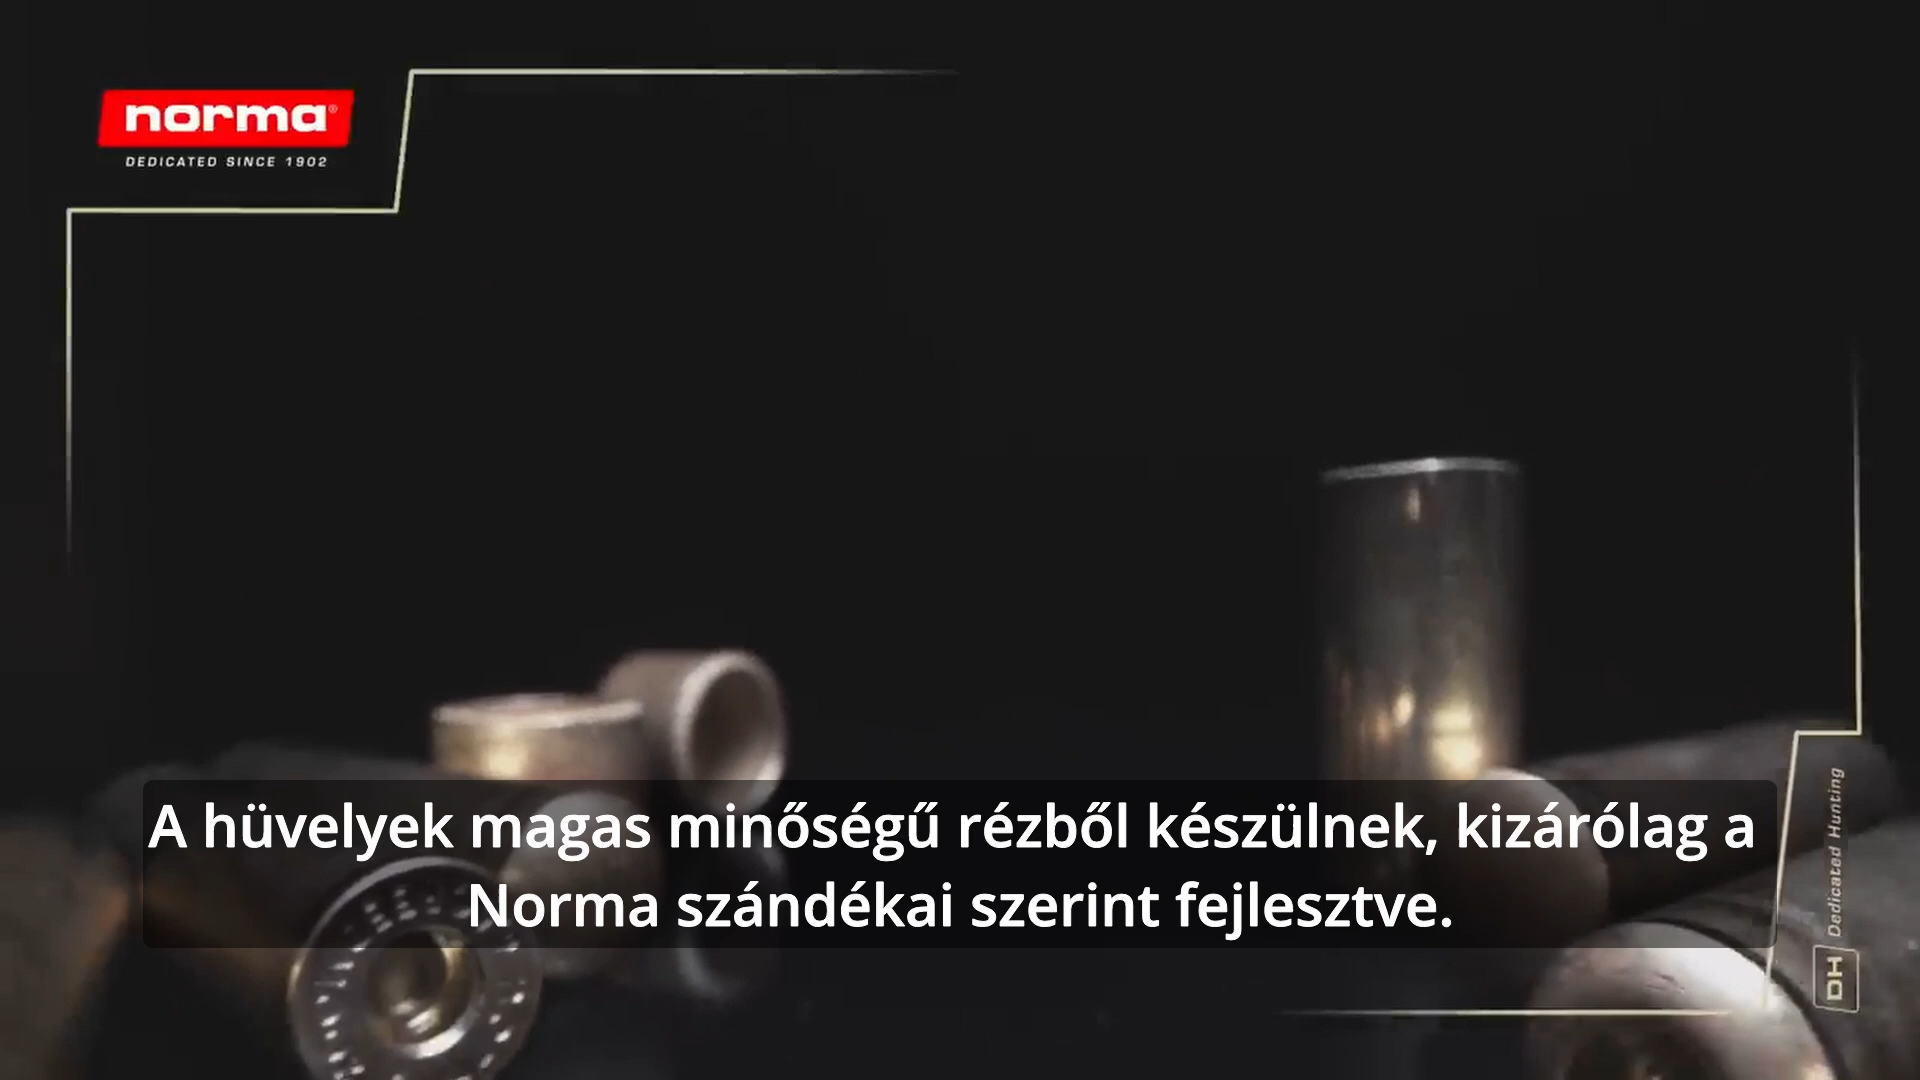 norma®
DEDICATED SINCE 1902
A hüvelyek magas minőségű rézből készülnek, kizárólag a
Norma szándékai szerint fejlesztve.
DH Dedicated Hunting